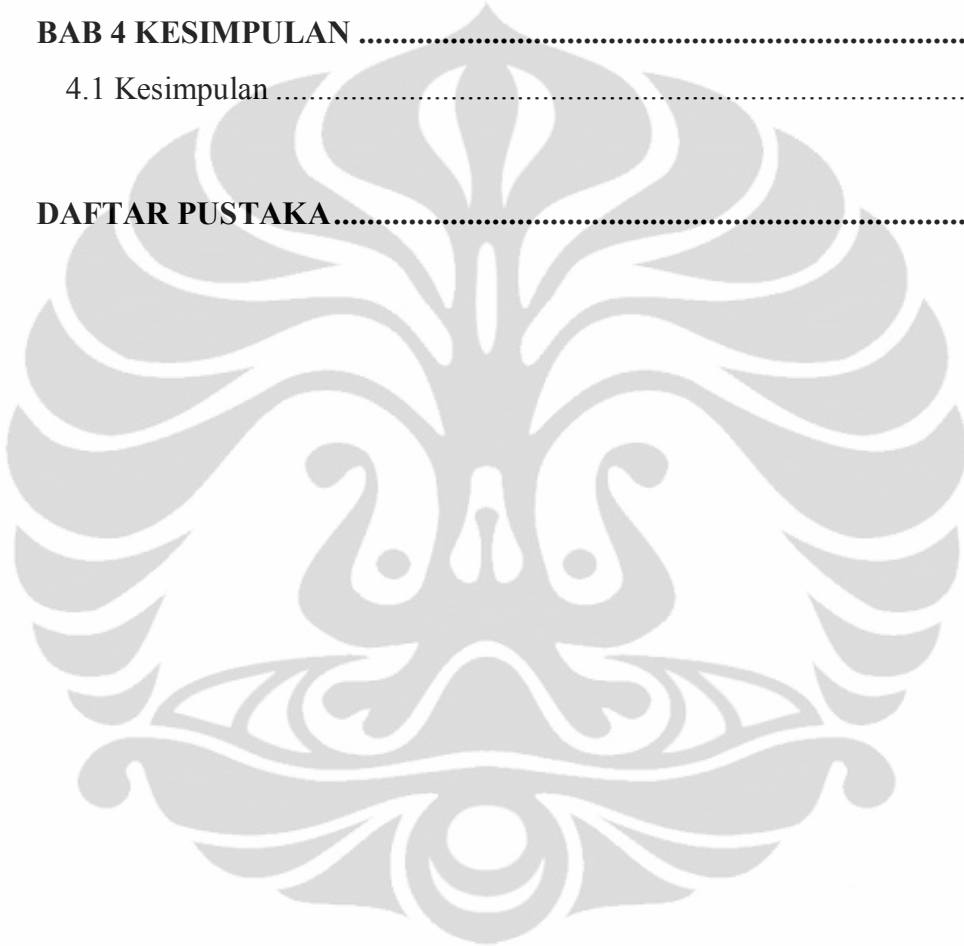 BAB 4 KESIMPULAN ................................................................................
4.1 Kesimpulan ................................................................................
DAFTAR PUSTAKA................................................................................